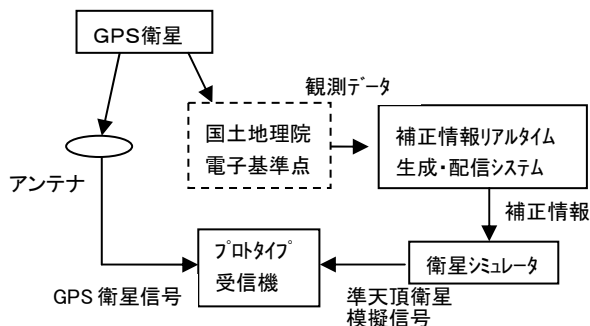 GPS衛星
観測ﾃﾞｰﾀ
国土地理院
電子基準点
補正情報ﾘｱﾙﾀｲﾑ
生成・配信ｼｽﾃﾑ
アンテナ
補正情報
ﾌﾟﾛﾄﾀｲﾌﾟ
受信機
衛星ｼﾐｭﾚｰﾀ
GPS 衛星信号
準天頂衛星
模擬信号